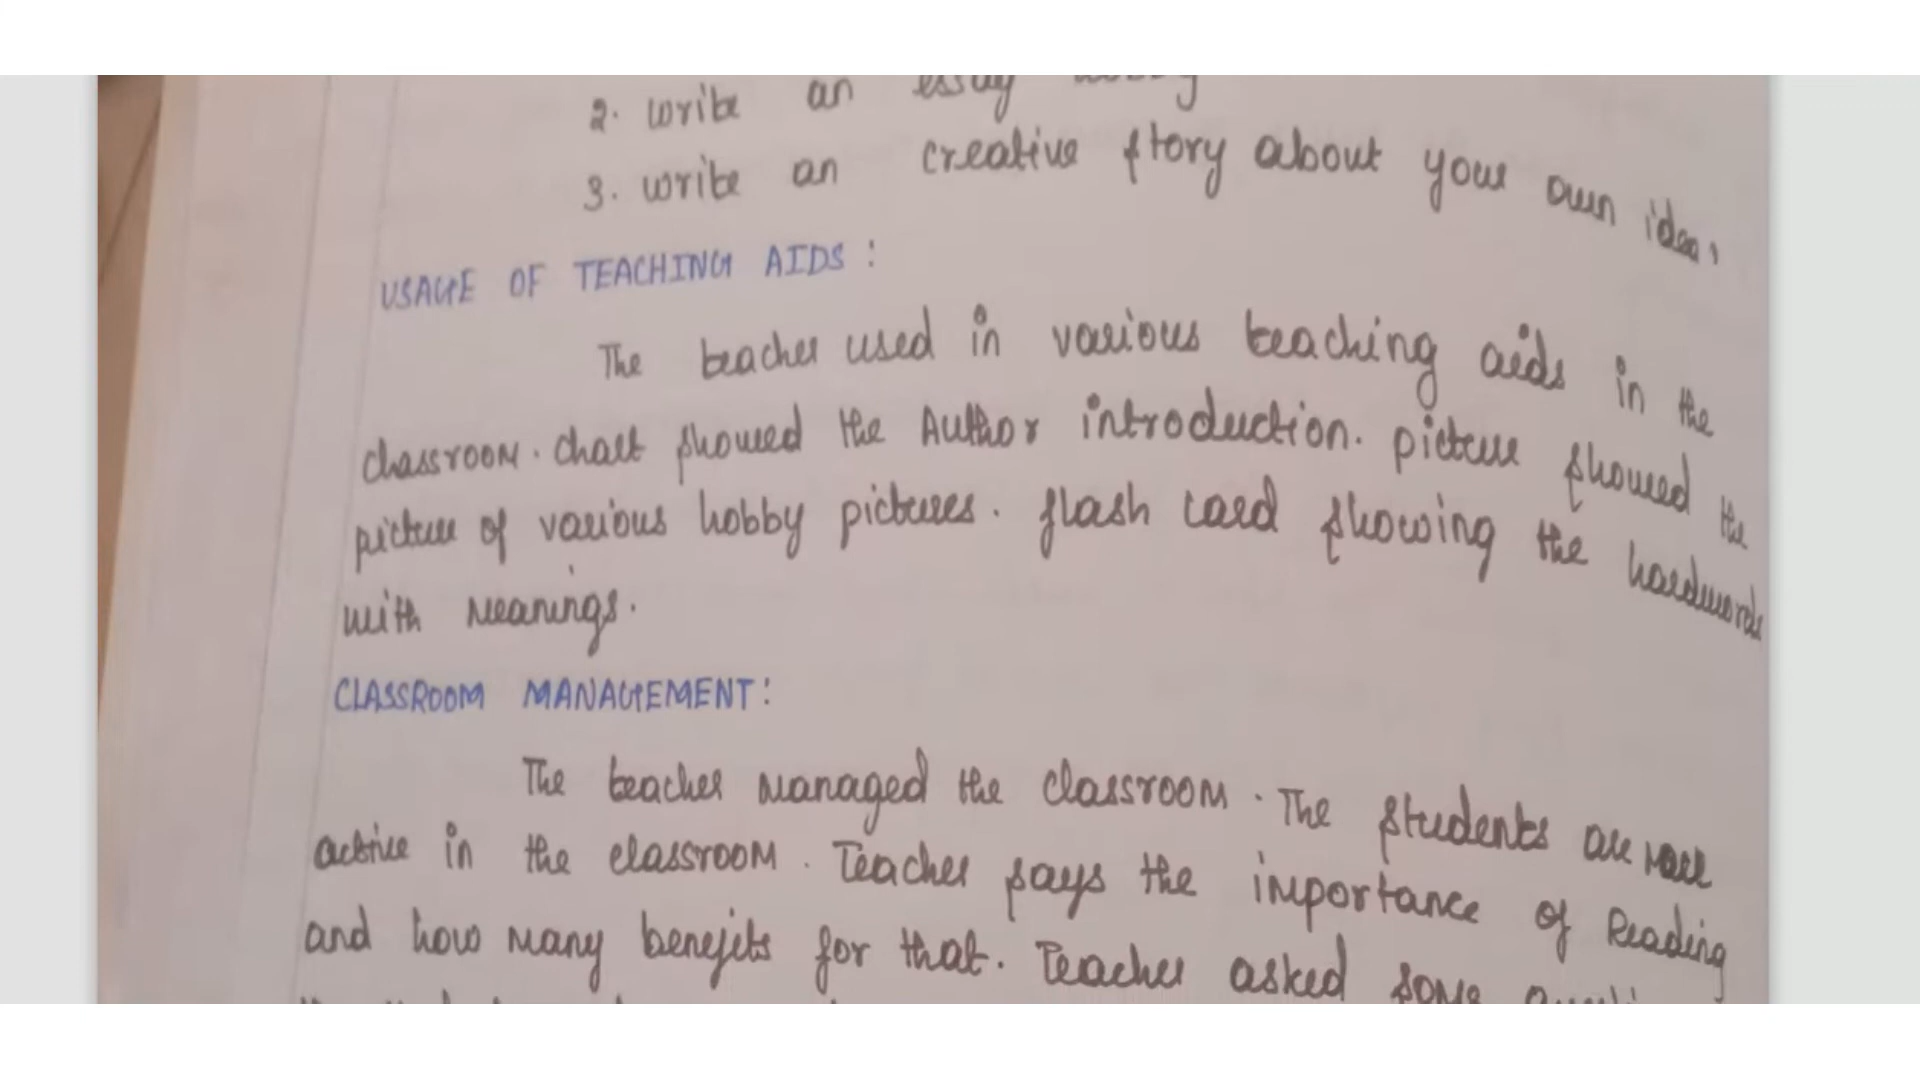 2. write an essay hobby
3. write an creative story about your own idea,
USAGE OF TEACHING AIDS :
The teacher used in various teaching aids in the
classroom. Chart showed the Author introduction. picture showed the
picture of various hobby pictures. flash card showing the hardwords
with meanings.
CLASSROOM MANAGEMENT :
The teacher managed the classroom. The students are more
active in the classroom. Teacher says the importance of Reading
and how many benefits for that. Teacher asked some